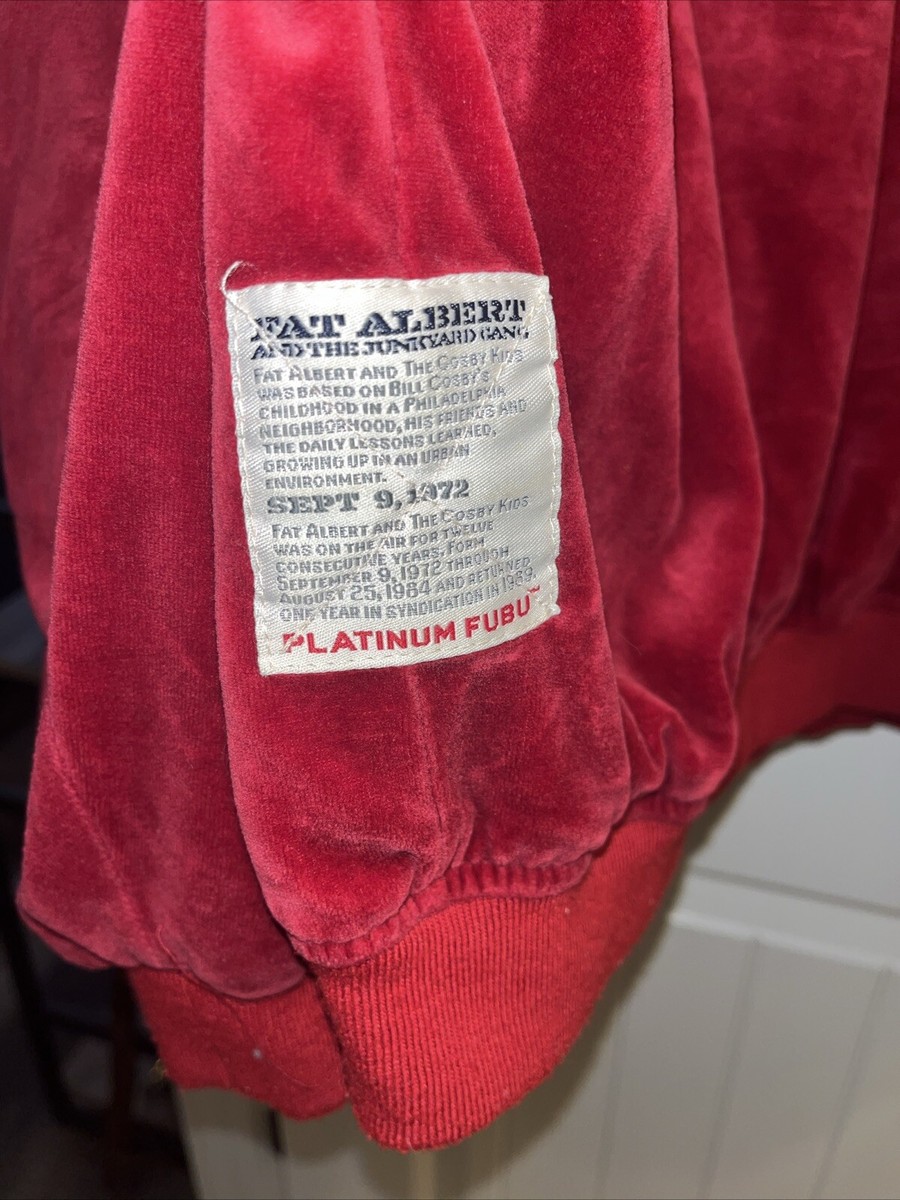 FAT ALBERT
AND THE JUNKYARD GANG
FAT ALBERT AND THE COSBY KIDS
WAS BASED ON BILL COSBY'S
CHILDHOOD IN A PHILADELPHIA
NEIGHBORHOOD, HIS FRIENDS AND
THE DAILY LESSONS LEARNED,
GROWING UP IN AN URBAN
ENVIRONMENT.
SEPT 9, 1972
FAT ALBERT AND THE COSBY KIDS
WAS ON THE AIR FOR TWELVE
CONSECUTIVE YEARS, FORM
SEPTEMBER 9, 1972 THROUGH
AUGUST 25, 1984 AND RETURNED
ONE YEAR IN SYNDICATION IN 1989.
PLATINUM FUBU™